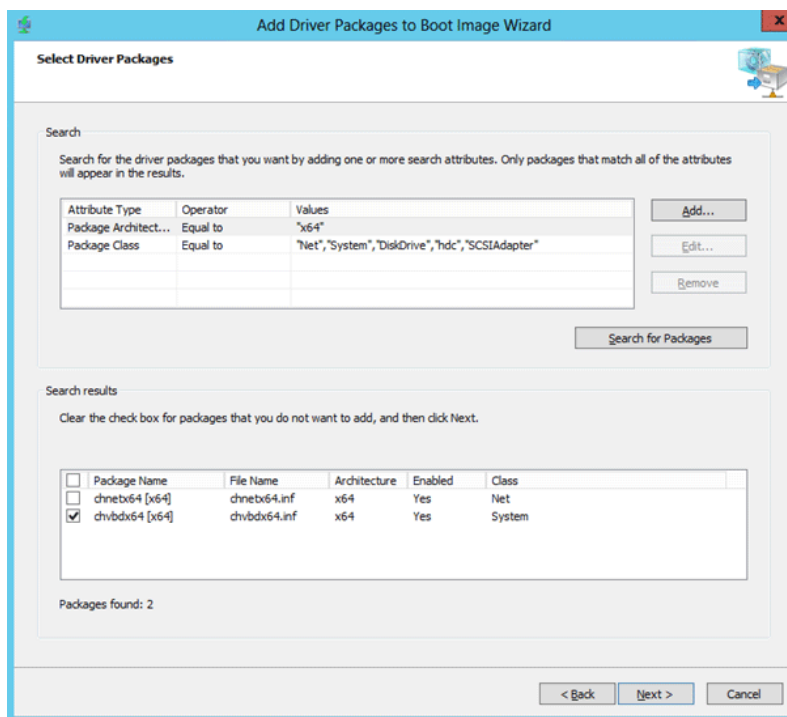 Add Driver Packages to Boot Image Wizard
x
Select Driver Packages
Search
Search for the driver packages that you want by adding one or more search attributes. Only packages that match all of the attributes
will appear in the results.
Attribute Type Operator Values
Package Architect... Equal to "x64"
Package Class Equal to "Net","System","DiskDrive","hdc","SCSIAdapter"
Add...
Edit...
Remove
Search for Packages
Search results
Clear the check box for packages that you do not want to add, and then click Next.
Package Name File Name Architecture Enabled Class
chnetx64 [x64] chnetx64.inf x64 Yes Net
chvbdx64 [x64] chvbdx64.inf x64 Yes System
Packages found: 2
< Back Next > Cancel